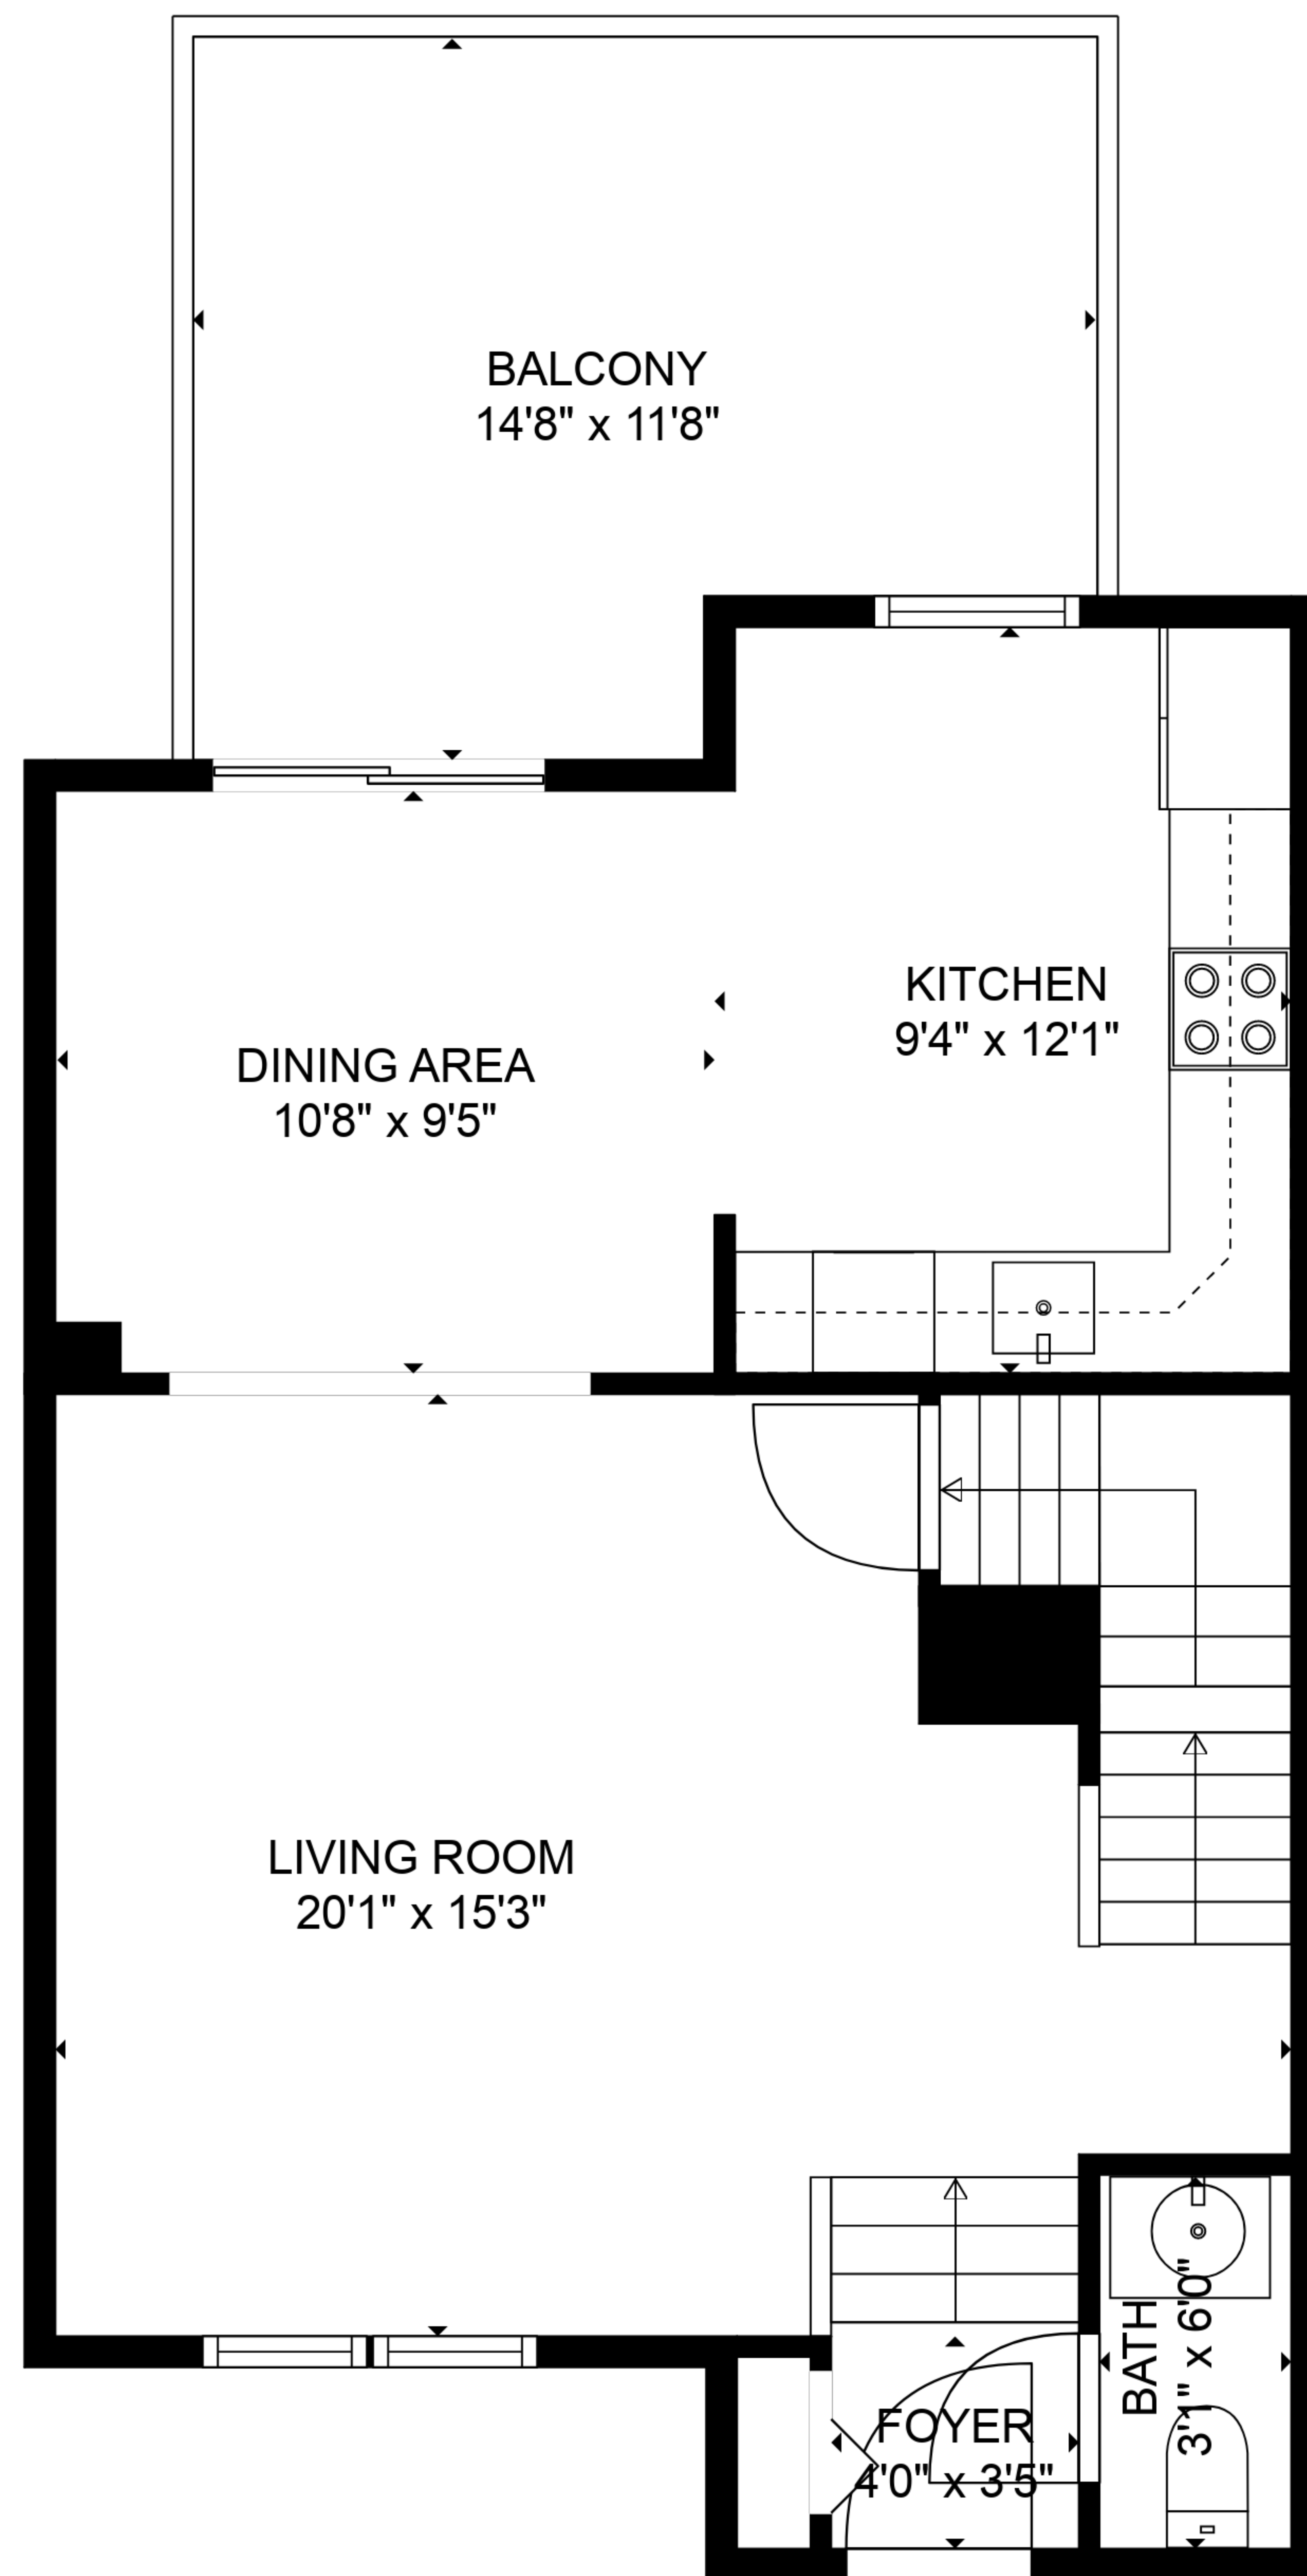 BALCONY
14'8" x 11'8"
KITCHEN
9'4" x 12'1"
DINING AREA
10'8" x 9'5"
LIVING ROOM
20'1" x 15'3"
BATH
3'1" x 6'0"
FOYER
4'0" x 3'5"